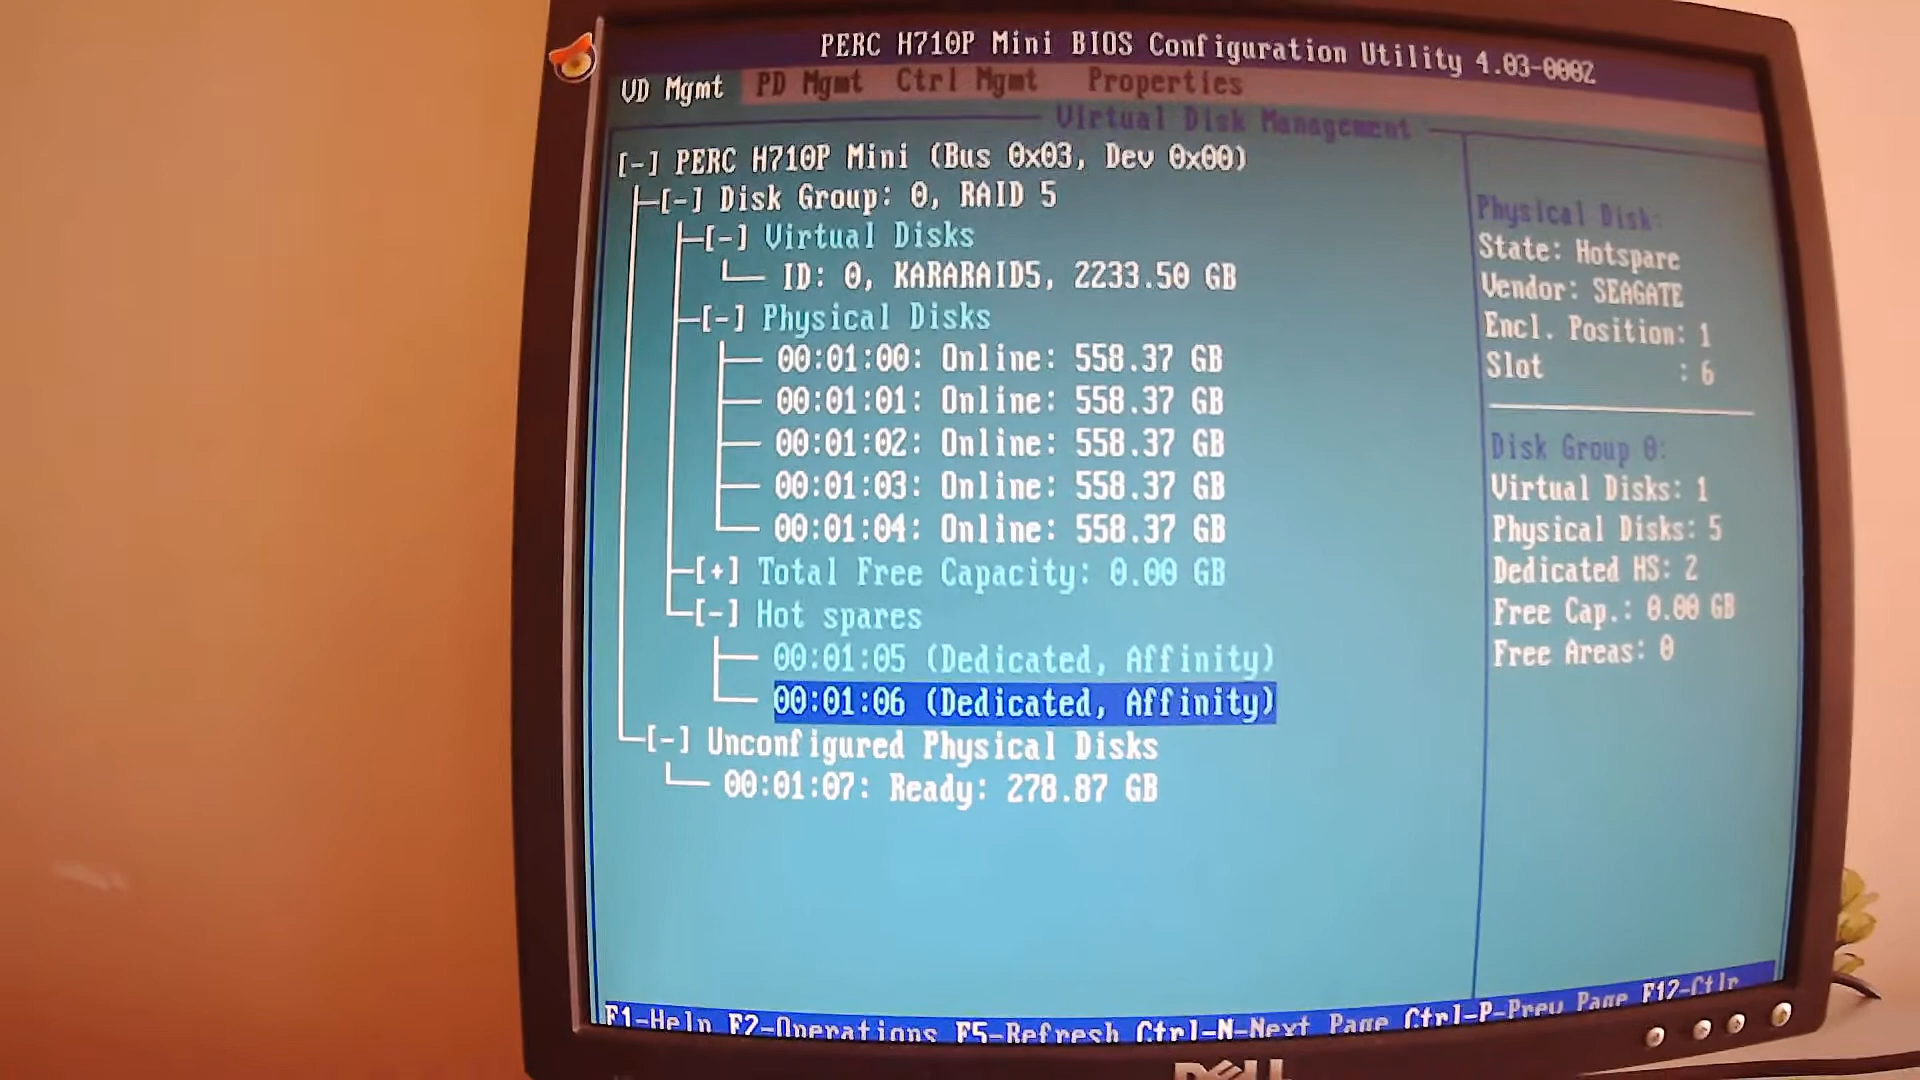 PERC H710P Mini BIOS Configuration Utility 4.03-0002
VD Mgmt PD Mgmt Ctrl Mgmt Properties
Virtual Disk Management
[-] PERC H710P Mini (Bus 0x03, Dev 0x00)
[-] Disk Group: 0, RAID 5
[-] Virtual Disks
ID: 0, KARARAID5, 2233.50 GB
[-] Physical Disks
00:01:00: Online: 558.37 GB
00:01:01: Online: 558.37 GB
00:01:02: Online: 558.37 GB
00:01:03: Online: 558.37 GB
00:01:04: Online: 558.37 GB
[+] Total Free Capacity: 0.00 GB
[-] Hot spares
00:01:05 (Dedicated, Affinity)
00:01:06 (Dedicated, Affinity)
[-] Unconfigured Physical Disks
00:01:07: Ready: 278.87 GB
Physical Disk:
State: Hotspare
Vendor: SEAGATE
Encl. Position: 1
Slot : 6
Disk Group 0:
Virtual Disks: 1
Physical Disks: 5
Dedicated HS: 2
Free Cap.: 0.00 GB
Free Areas: 0
F1-Help F2-Operations F5-Refresh Ctrl-N-Next Page Ctrl-P-Prev Page F12-Ctlr
DELL